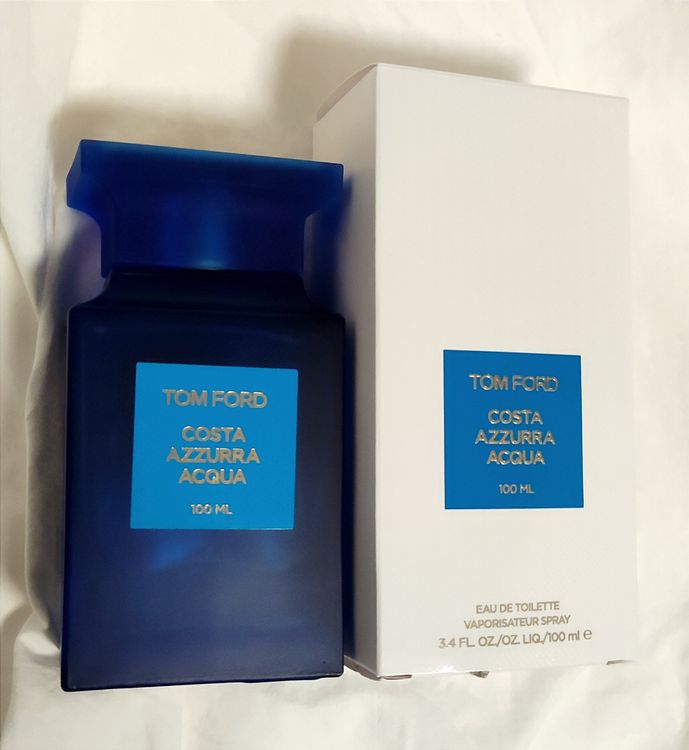 TOM FORD
COSTA
AZZURRA
ACQUA
100 ML
TOM FORD
COSTA
AZZURRA
ACQUA
100 ML
EAU DE TOILETTE
VAPORISATEUR SPRAY
3.4 FL. OZ./OZ. LIQ./100 ml ℮